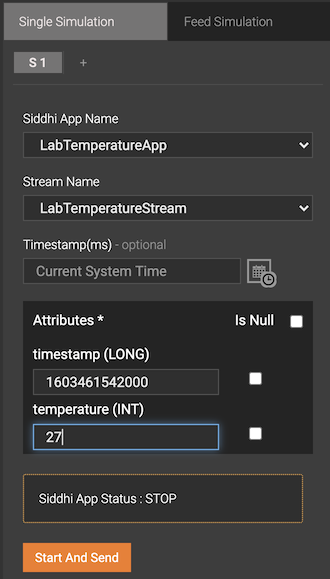 Single Simulation
Feed Simulation
S 1
+
Siddhi App Name
LabTemperatureApp
Stream Name
LabTemperatureStream
Timestamp(ms) - optional
Current System Time
Attributes *
Is Null
timestamp (LONG)
1603461542000
temperature (INT)
27
Siddhi App Status : STOP
Start And Send